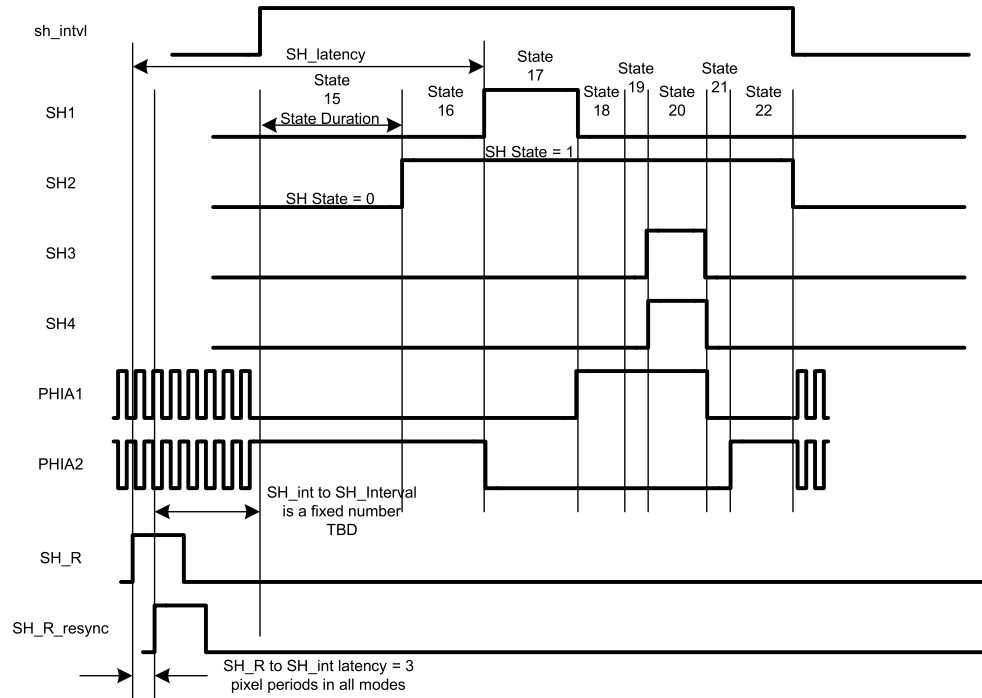 sh_intvl
SH_latency
State
17
State
19
State
21
State
15
State
16
State
18
State
20
State
22
SH1
State Duration
SH State = 1
SH2
SH State = 0
SH3
SH4
PHIA1
PHIA2
SH_int to SH_Interval
is a fixed number
TBD
SH_R
SH_R_resync
SH_R to SH_int latency = 3
pixel periods in all modes